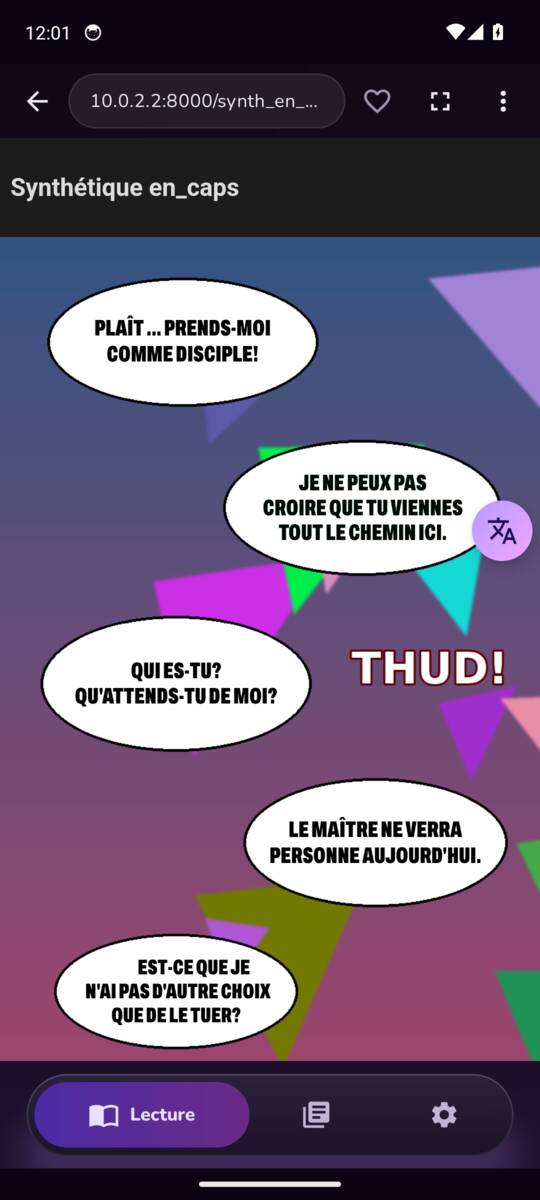 12:01
10.0.2.2:8000/synth_en_...
Synthétique en_caps
PLAÎT ... PRENDS-MOI
COMME DISCIPLE!
JE NE PEUX PAS
CROIRE QUE TU VIENNES
TOUT LE CHEMIN ICI.
QUI ES-TU?
QU'ATTENDS-TU DE MOI?
THUD!
LE MAÎTRE NE VERRA
PERSONNE AUJOURD'HUI.
EST-CE QUE JE
N'AI PAS D'AUTRE CHOIX
QUE DE LE TUER?
Lecture